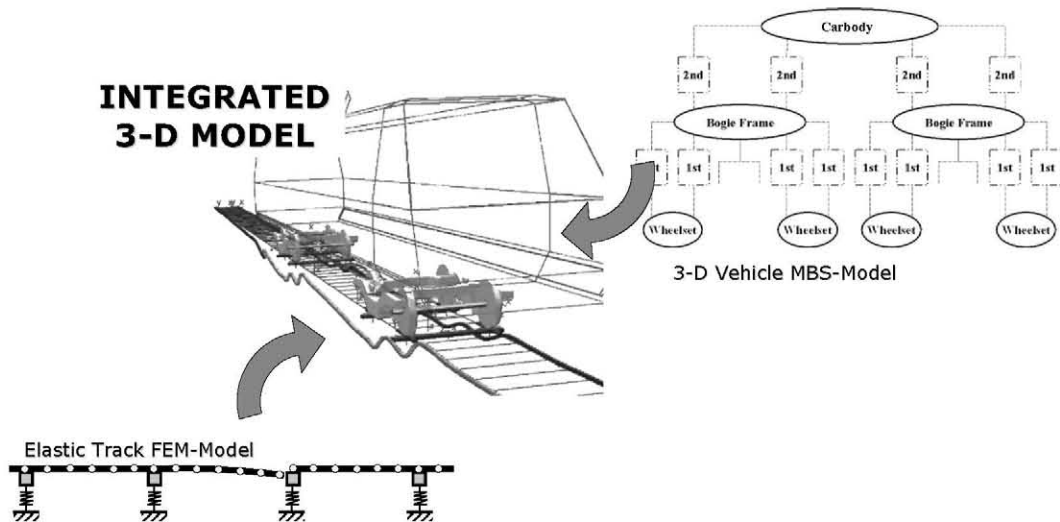 Carbody
2nd 2nd 2nd 2nd
INTEGRATED
3-D MODEL
Bogie Frame Bogie Frame
1st 1st 1st 1st 1st 1st 1st
Wheelset Wheelset Wheelset Wheelset
3-D Vehicle MBS-Model
Elastic Track FEM-Model